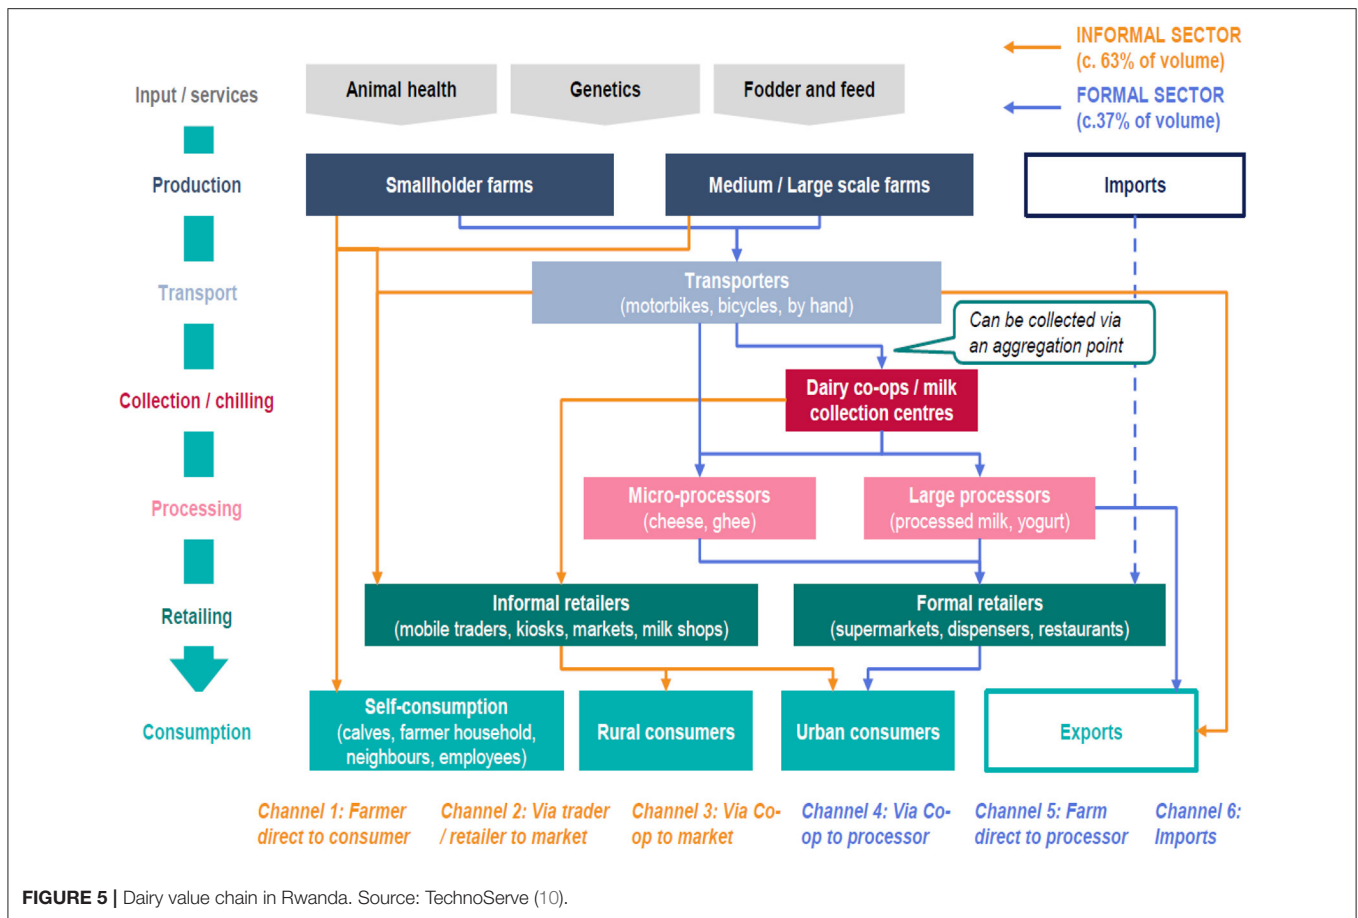 INFORMAL SECTOR
(c. 63% of volume)
FORMAL SECTOR
(c.37% of volume)
Input / services
Animal health
Genetics
Fodder and feed
Production
Smallholder farms
Medium / Large scale farms
Imports
Transport
Transporters
(motorbikes, bicycles, by hand)
Can be collected via
an aggregation point
Collection / chilling
Dairy co-ops / milk
collection centres
Processing
Micro-processors
(cheese, ghee)
Large processors
(processed milk, yogurt)
Retailing
Informal retailers
(mobile traders, kiosks, markets, milk shops)
Formal retailers
(supermarkets, dispensers, restaurants)
Consumption
Self-consumption
(calves, farmer household,
neighbours, employees)
Rural consumers
Urban consumers
Exports
Channel 1: Farmer
direct to consumer
Channel 2: Via trader
/ retailer to market
Channel 3: Via Co-
op to market
Channel 4: Via Co-
op to processor
Channel 5: Farm
direct to processor
Channel 6:
Imports
FIGURE 5 | Dairy value chain in Rwanda. Source: TechnoServe (10).